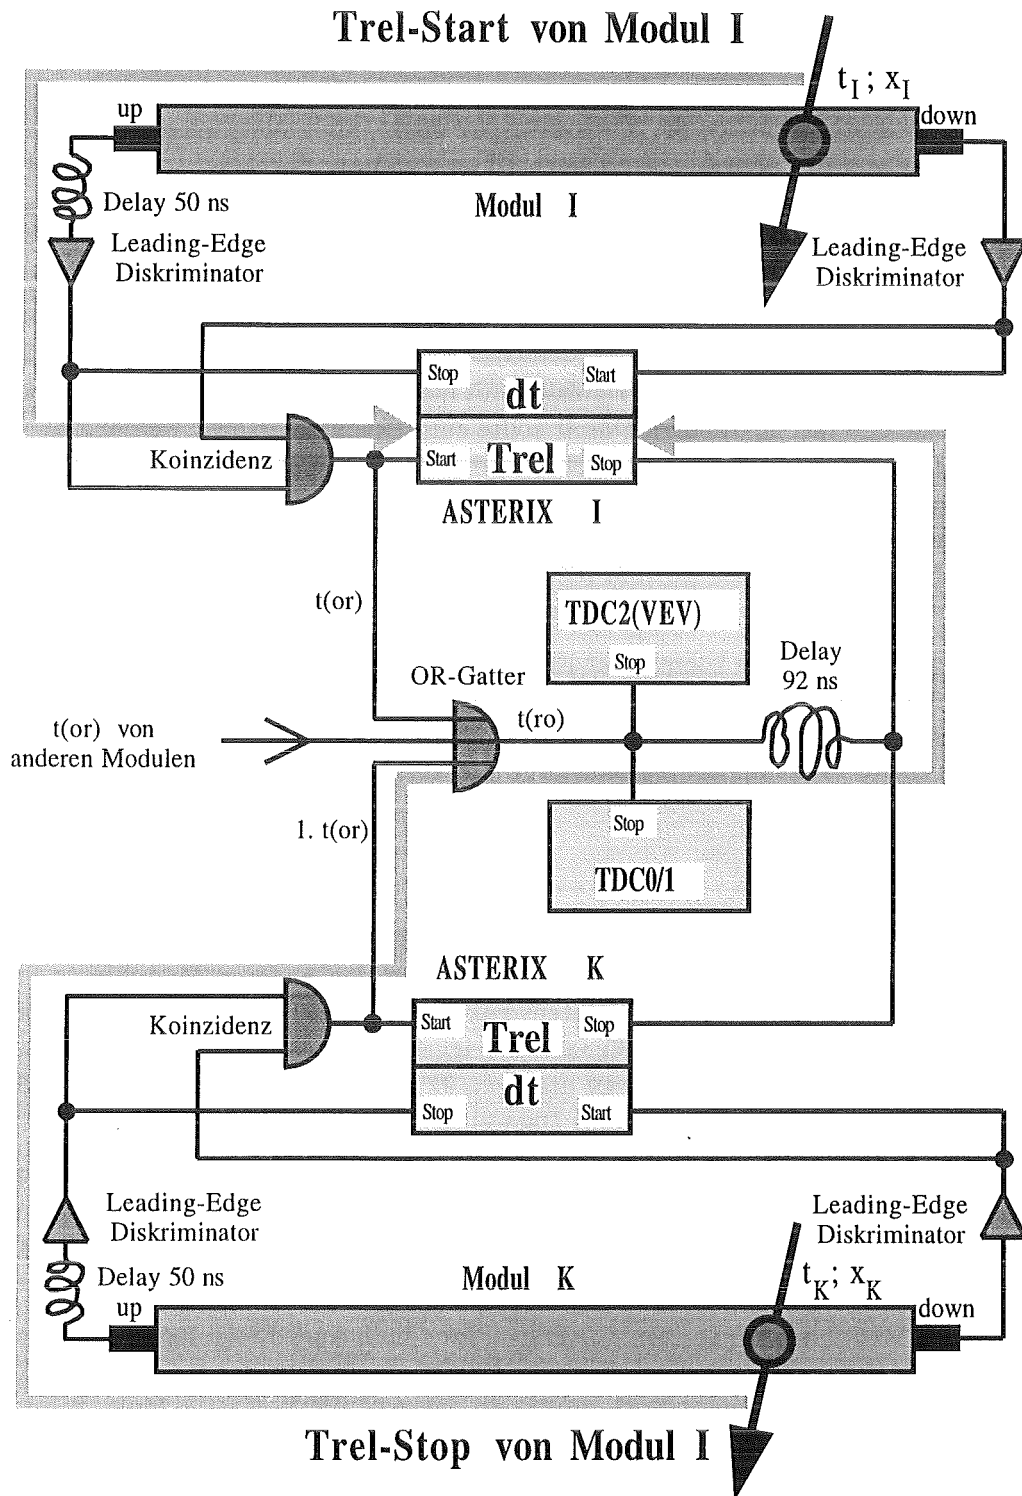 Trel-Start von Modul I
t_I ; x_I
up
down
Delay 50 ns
Modul I
Leading-Edge
Diskriminator
Leading-Edge
Diskriminator
Stop
Start
dt
Koinzidenz
Start
Trel
Stop
ASTERIX I
t(or)
TDC2(VEV)
Stop
Delay
92 ns
OR-Gatter
t(ro)
t(or) von
anderen Modulen
1. t(or)
Stop
TDC0/1
ASTERIX K
Koinzidenz
Start
Trel
Stop
dt
Stop
Start
Leading-Edge
Diskriminator
Leading-Edge
Diskriminator
Delay 50 ns
Modul K
t_K; x_K
up
down
Trel-Stop von Modul I